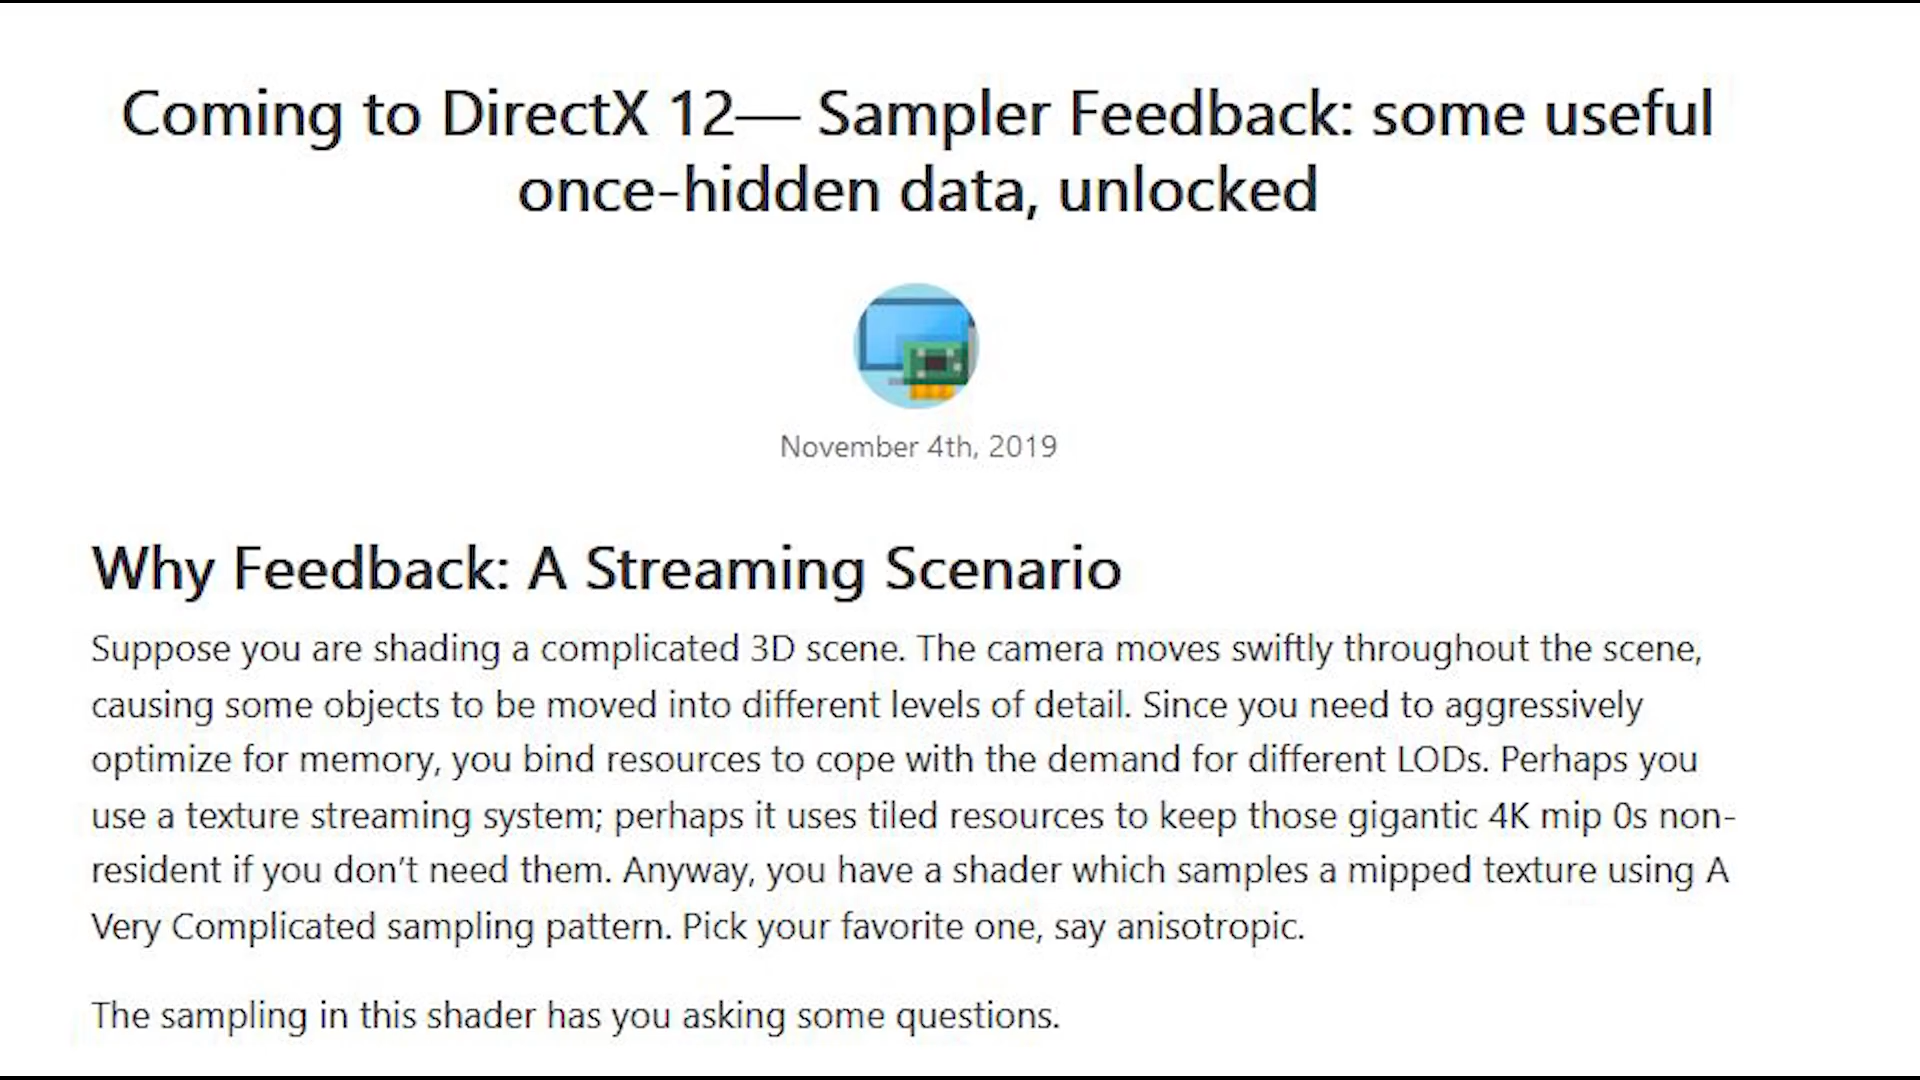 Coming to DirectX 12— Sampler Feedback: some useful
once-hidden data, unlocked
November 4th, 2019
Why Feedback: A Streaming Scenario
Suppose you are shading a complicated 3D scene. The camera moves swiftly throughout the scene,
causing some objects to be moved into different levels of detail. Since you need to aggressively
optimize for memory, you bind resources to cope with the demand for different LODs. Perhaps you
use a texture streaming system; perhaps it uses tiled resources to keep those gigantic 4K mip 0s non-
resident if you don’t need them. Anyway, you have a shader which samples a mipped texture using A
Very Complicated sampling pattern. Pick your favorite one, say anisotropic.
The sampling in this shader has you asking some questions.